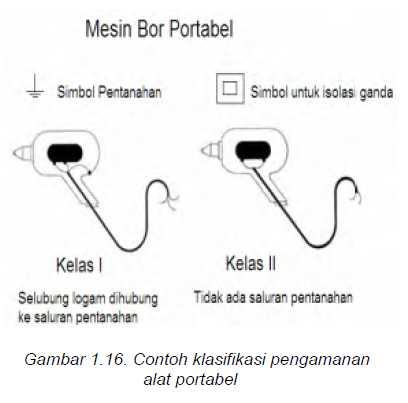 Mesin Bor Portabel
Simbol Pentanahan
Simbol untuk isolasi ganda
Kelas I
Kelas II
Selubung logam dihubung
ke saluran pentanahan
Tidak ada saluran pentanahan
Gambar 1.16. Contoh klasifikasi pengamanan
alat portabel